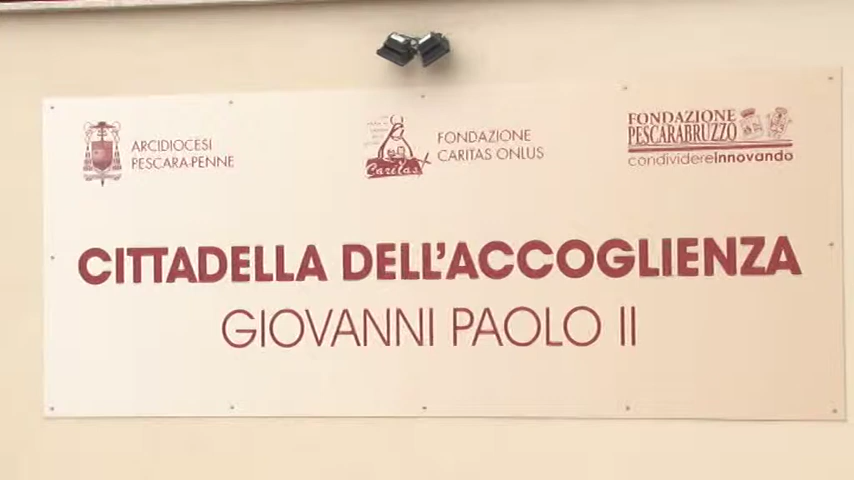 ARCIDIOCESI
PESCARA-PENNE
Caritas
FONDAZIONE
CARITAS ONLUS
FONDAZIONE
PESCARABRUZZO
condividereInnovando
CITTADELLA DELL'ACCOGLIENZA
GIOVANNI PAOLO II